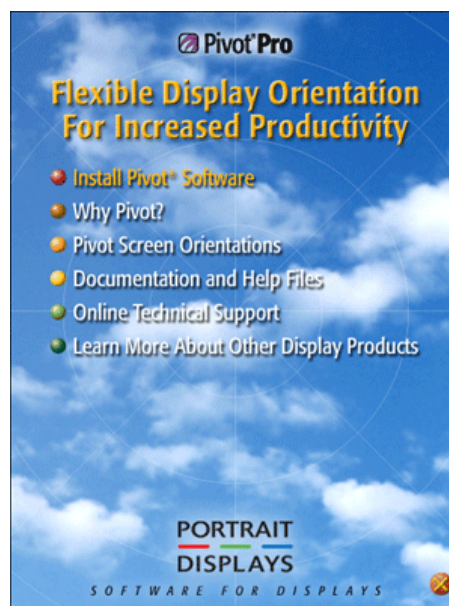 Pivot® Pro
Flexible Display Orientation
For Increased Productivity
Install Pivot® Software
Why Pivot?
Pivot Screen Orientations
Documentation and Help Files
Online Technical Support
Learn More About Other Display Products
PORTRAIT
DISPLAYS
SOFTWARE FOR DISPLAYS